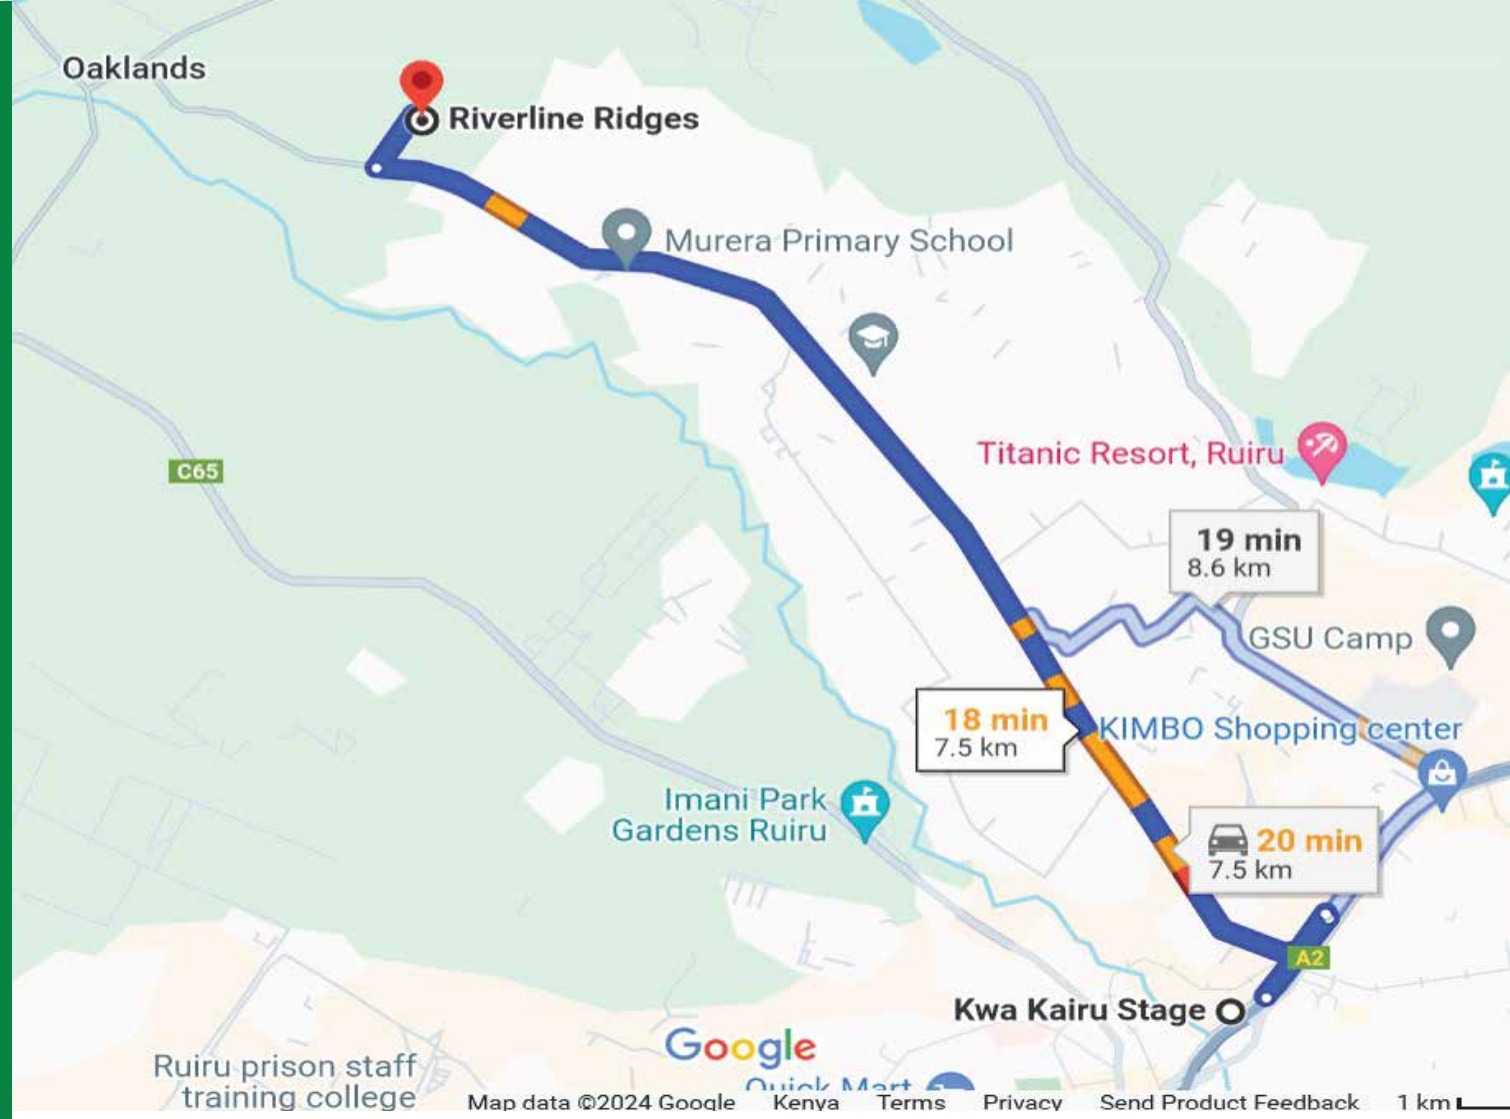 Oaklands
Riverline Ridges
Murera Primary School
C65
Titanic Resort, Ruiru
19 min
8.6 km
GSU Camp
18 min
7.5 km
KIMBO Shopping center
Imani Park
Gardens Ruiru
20 min
7.5 km
A2
Kwa Kairu Stage
Google
Ruiru prison staff
training college
Quick Mart
Map data ©2024 Google Kenya Terms Privacy Send Product Feedback 1 km